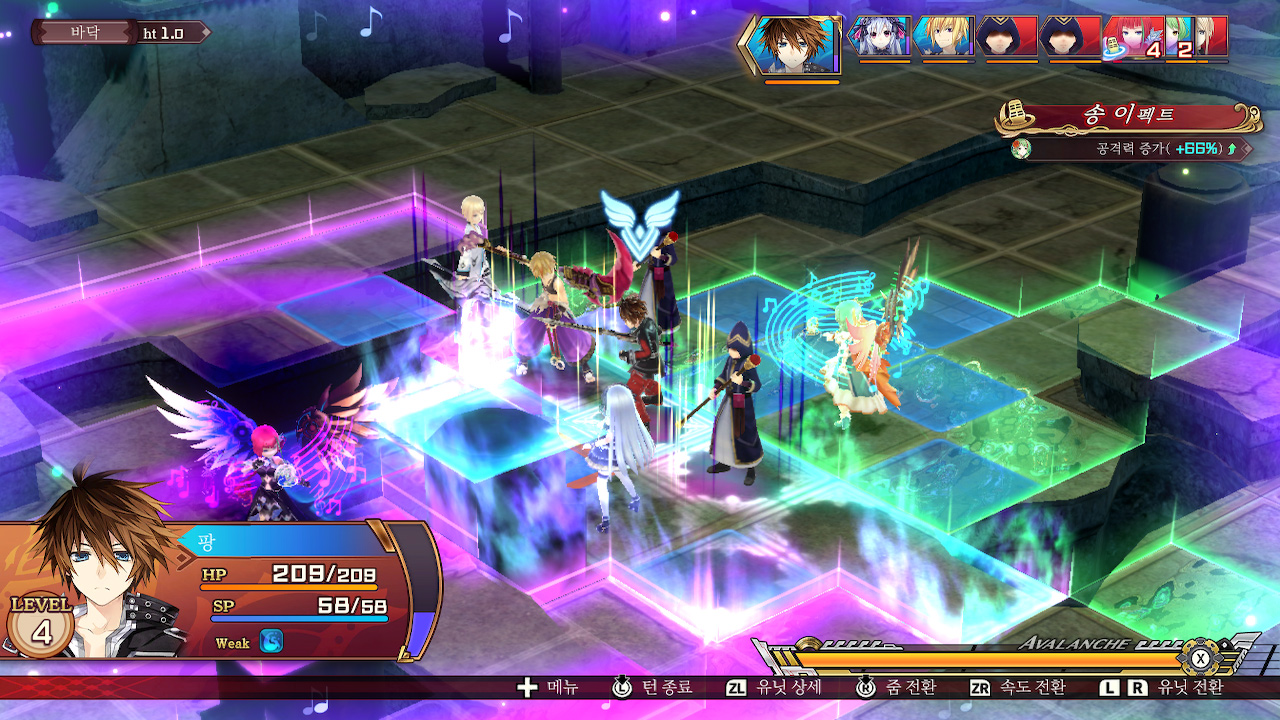 바닥 ht 1.0
4 2
송 이펙트
공격력 증가( +66%)
팡
HP 209/209
SP 58/58
Weak
LEVEL
4
AVALANCHE
X
메뉴 L 턴 종료 ZL 유닛 상세 R 줌 전환 ZR 속도 전환 L R 유닛 전환